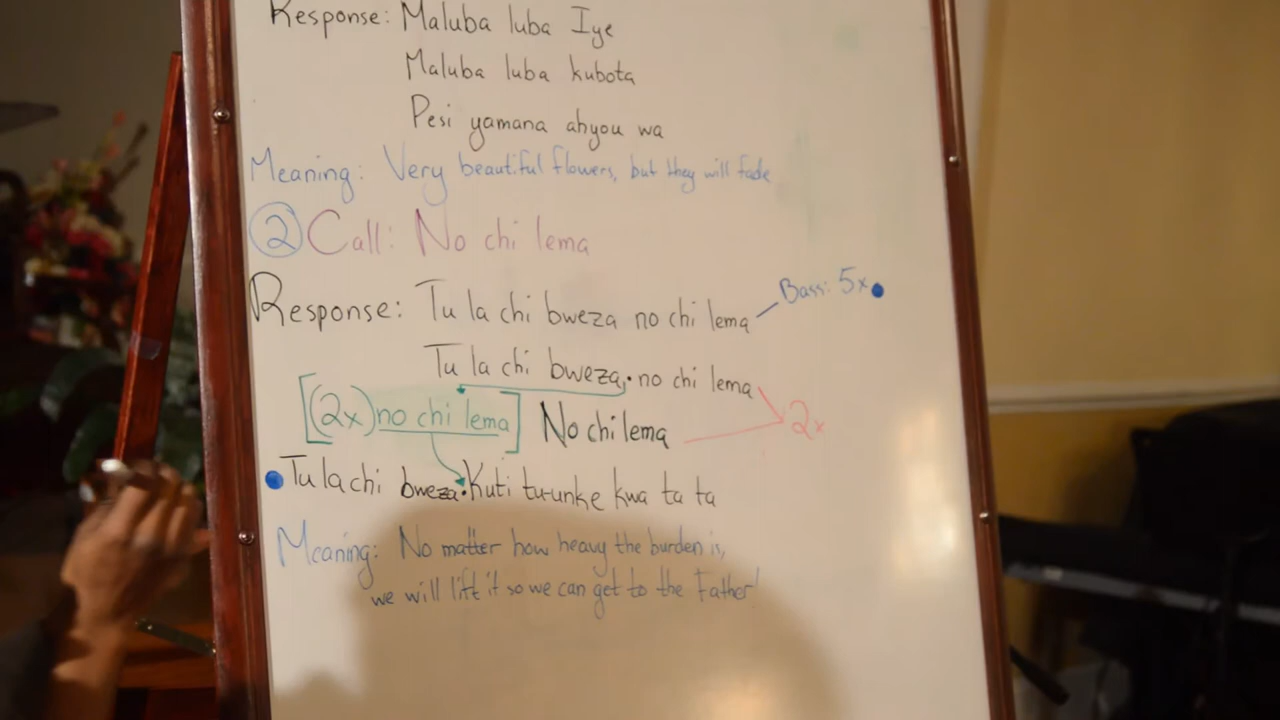 Response: Maluba luba Iye
Maluba luba kubota
Pesi yamana ahyou wa
Meaning: Very beautiful flowers, but they will fade
2 Call: No chi lema
Response: Tu la chi bweza no chi lema Bass: 5x
Tu la chi bweza, no chi lema
[(2x) no chi lema] No chi lema 2x
Tu la chi bweza Kuti tu-unke kwa ta ta
Meaning: No matter how heavy the burden is,
we will lift it so we can get to the Father!